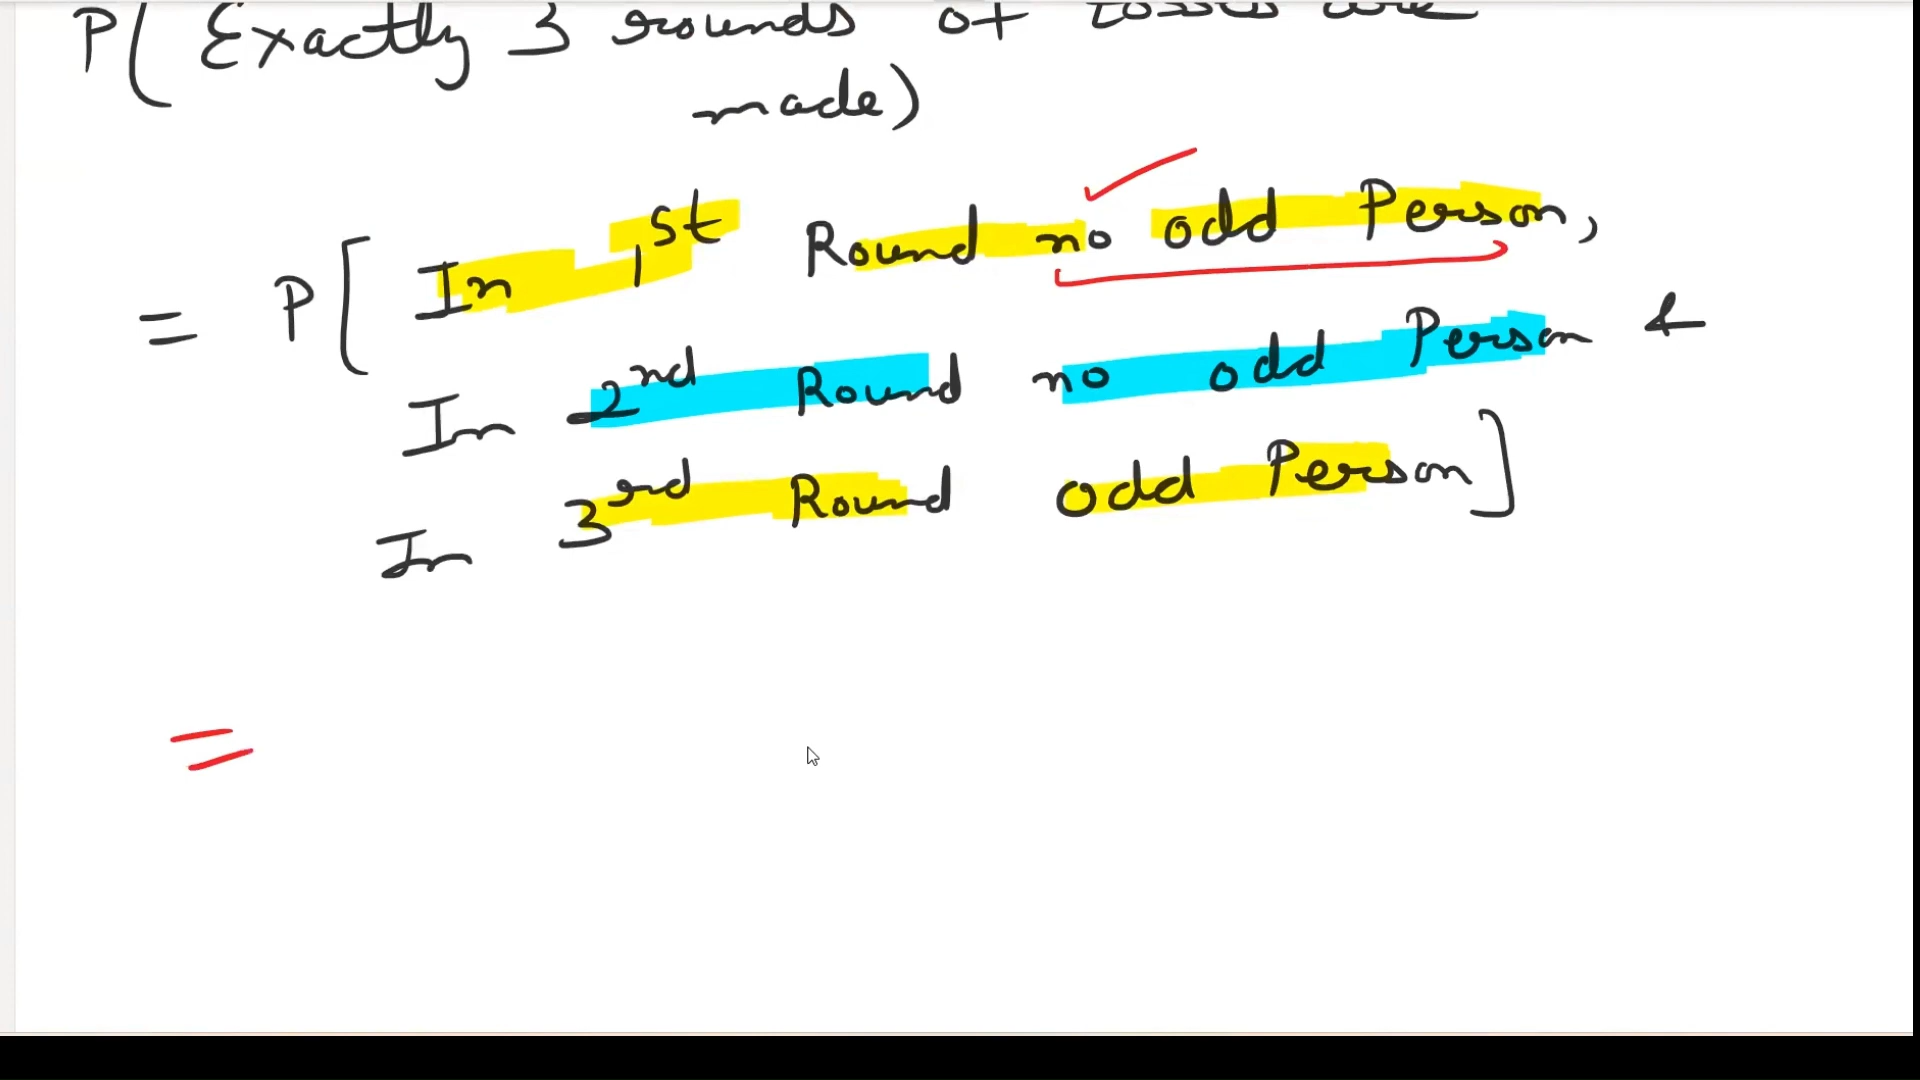 P( Exactly 3 rounds of tosses are
made)
= P[ In 1st Round no odd Person,
In 2nd Round no odd Person &
In 3rd Round odd Person]
=